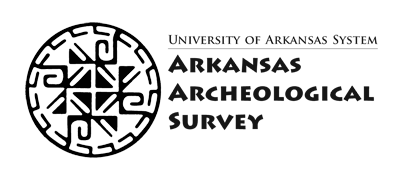 University of Arkansas System
Arkansas
Archeological
Survey